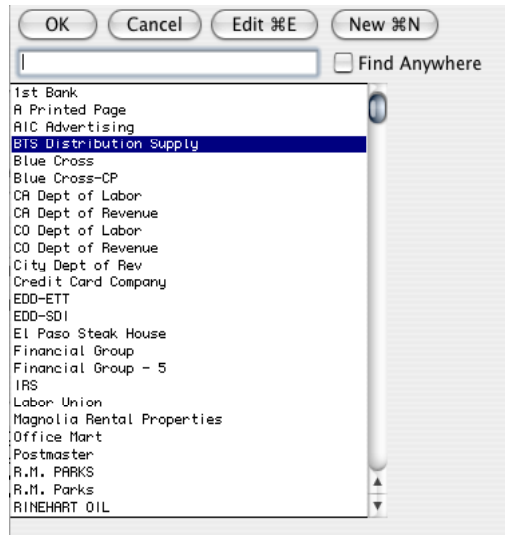 OK Cancel Edit ⌘E New ⌘N
Find Anywhere
1st Bank
A Printed Page
AIC Advertising
BTS Distribution Supply
Blue Cross
Blue Cross-CP
CA Dept of Labor
CA Dept of Revenue
CO Dept of Labor
CO Dept of Revenue
City Dept of Rev
Credit Card Company
EDD-ETT
EDD-SDI
El Paso Steak House
Financial Group
Financial Group - 5
IRS
Labor Union
Magnolia Rental Properties
Office Mart
Postmaster
R.M. PARKS
R.M. Parks
RINEHART OIL